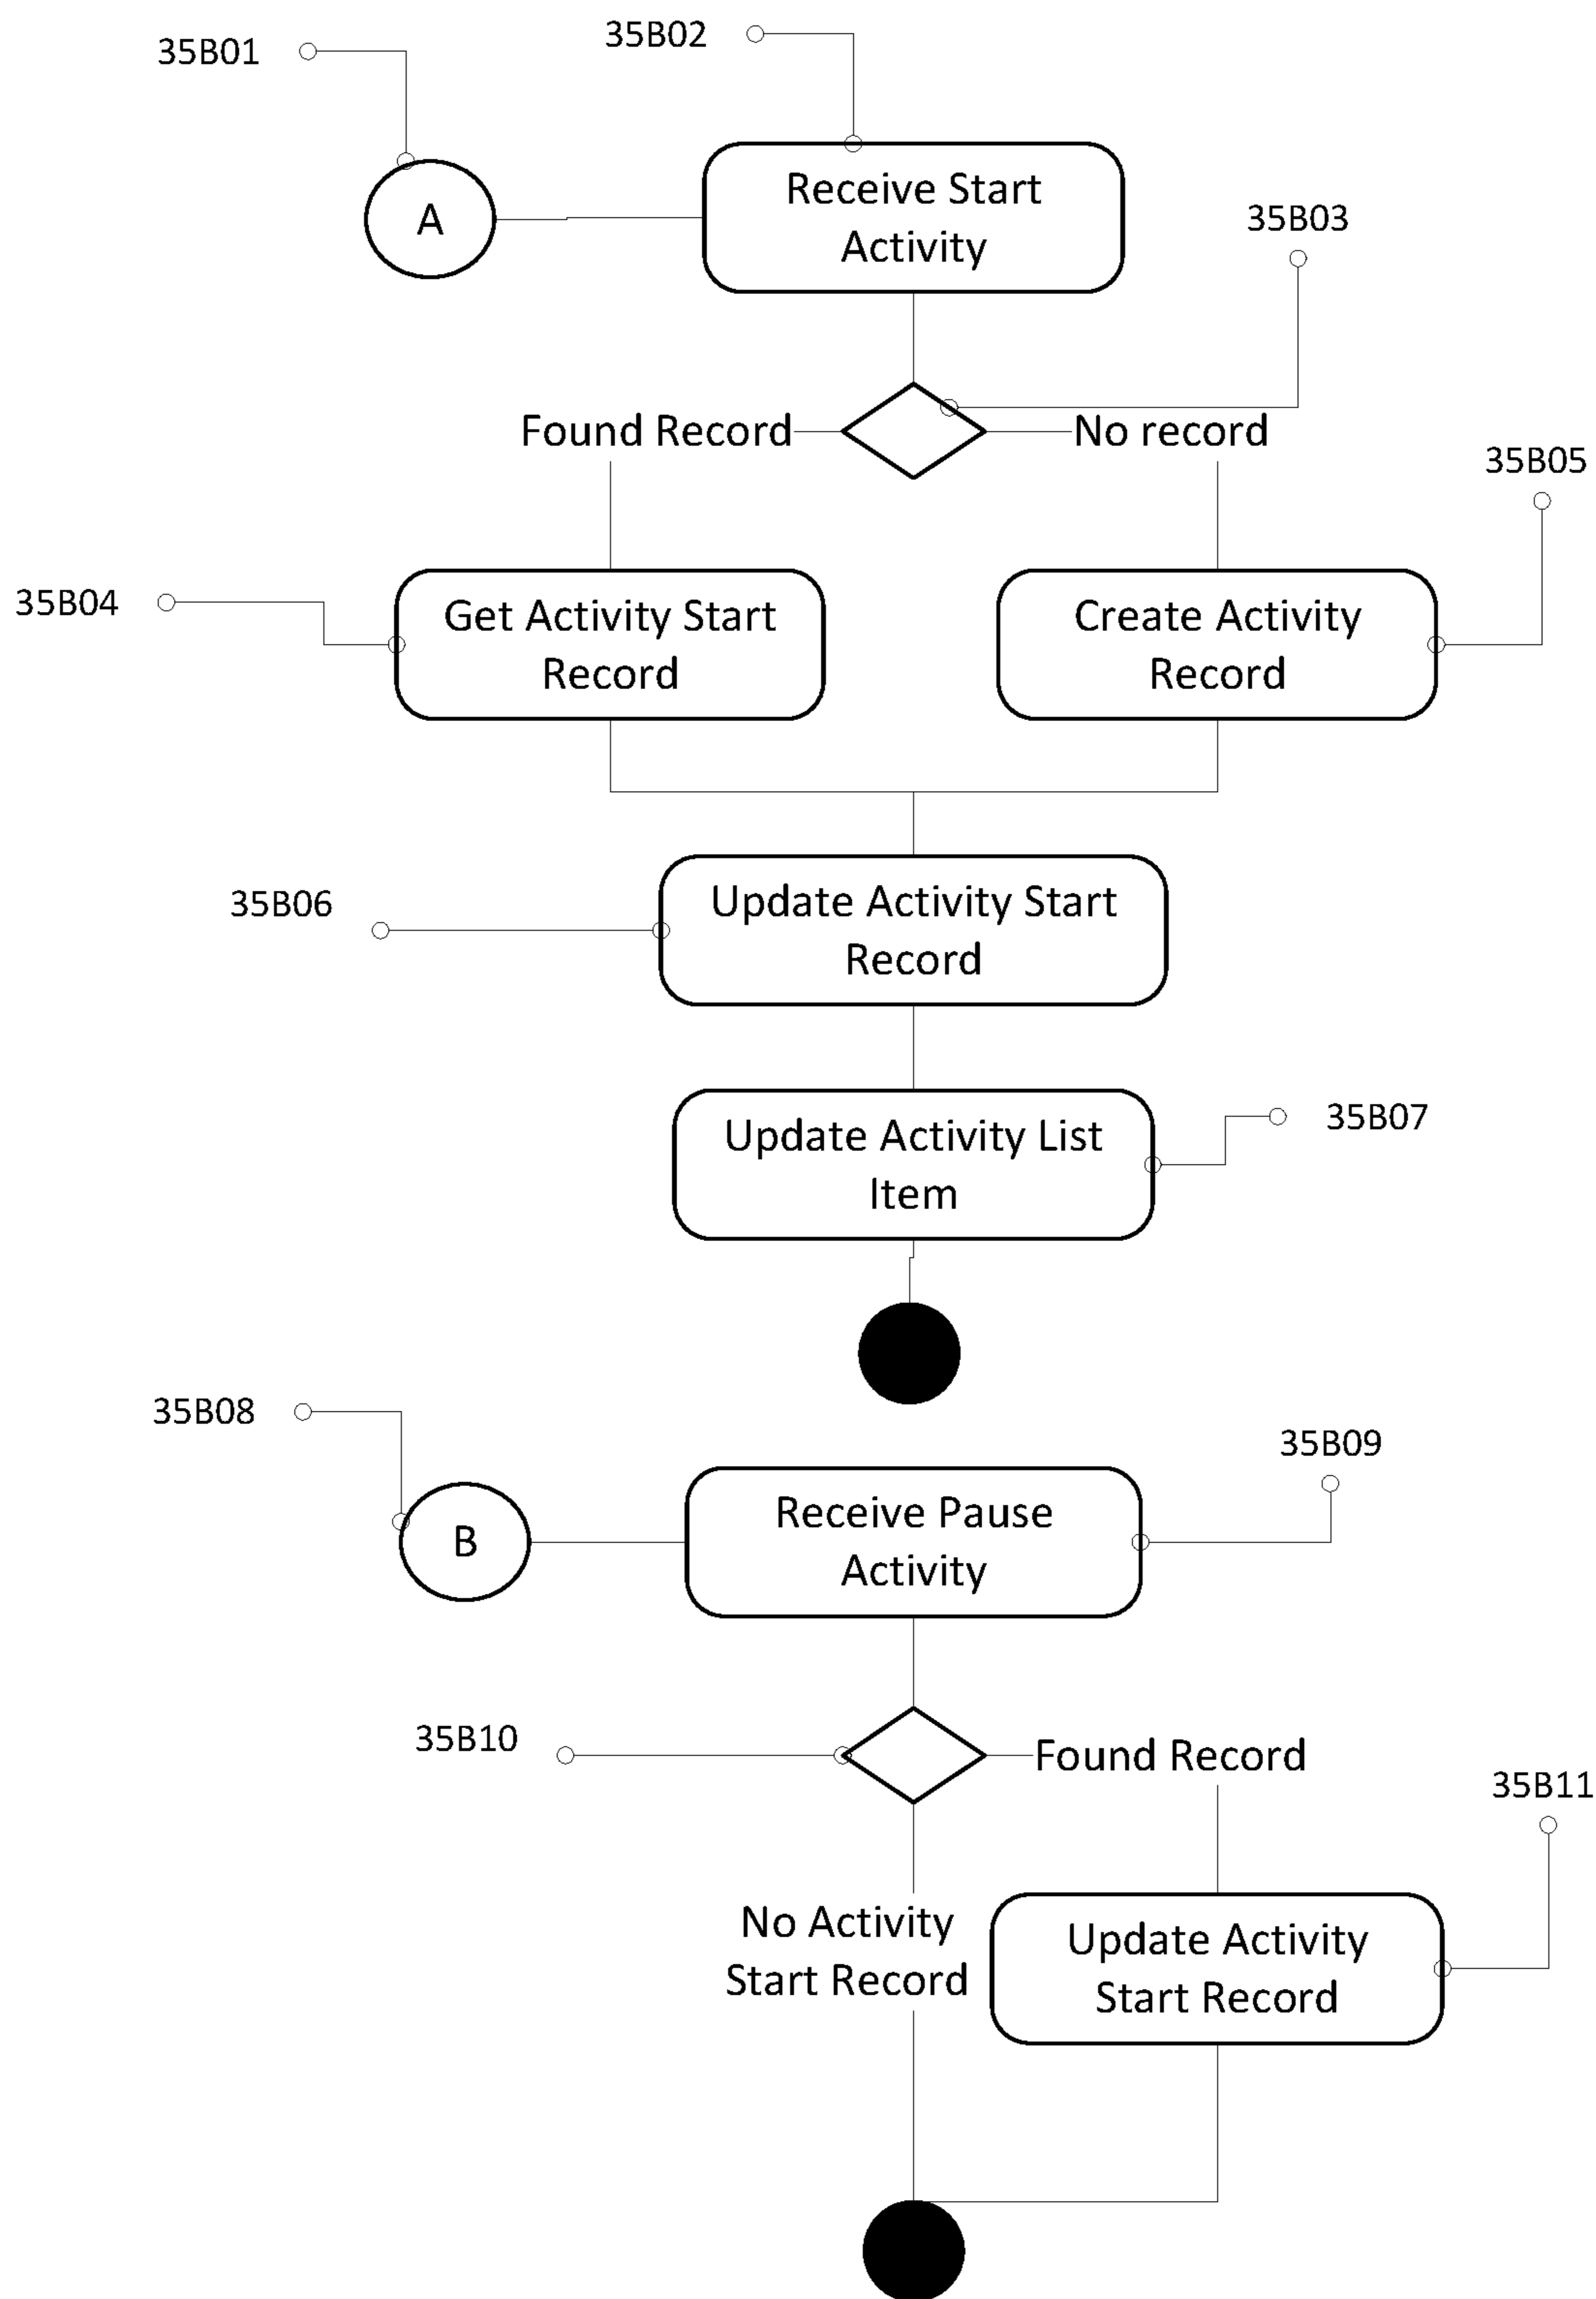 35B01
35B02
A
Receive Start
Activity
35B03
Found Record
No record
35B05
35B04
Get Activity Start
Record
Create Activity
Record
35B06
Update Activity Start
Record
Update Activity List
Item
35B07
35B08
35B09
B
Receive Pause
Activity
35B10
Found Record
35B11
No Activity
Start Record
Update Activity
Start Record